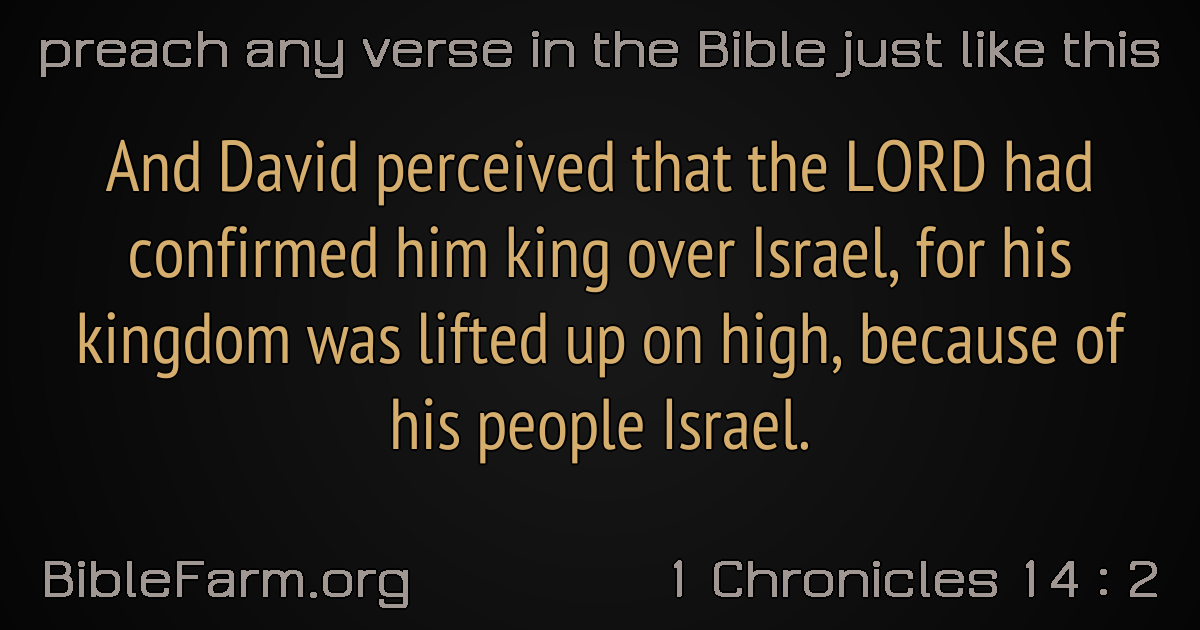 preach any verse in the Bible just like this
And David perceived that the LORD had
confirmed him king over Israel, for his
kingdom was lifted up on high, because of
his people Israel.
BibleFarm.org
1 Chronicles 14 : 2